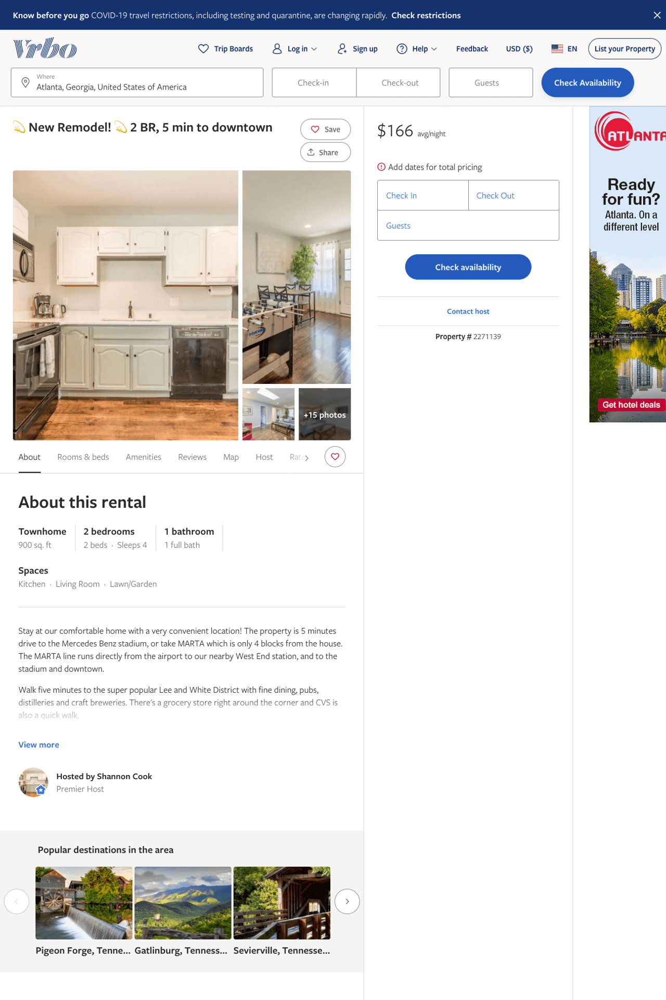 Know before you go COVID-19 travel restrictions, including testing and quarantine, are changing rapidly. Check restrictions
Vrbo
Trip Boards
Log in
Sign up
Help
Feedback
USD ($)
EN
List your Property
Where
Atlanta, Georgia, United States of America
Check-in
Check-out
Guests
Check Availability
💫 New Remodel! 💫 2 BR, 5 min to downtown
Save
Share
+15 photos
$166 avg/night
Add dates for total pricing
Check In
Check Out
Guests
Check availability
Contact host
Property # 2271139
ATLANTA
Ready
for fun?
Atlanta. On a
different level
Get hotel deals
About
Rooms & beds
Amenities
Reviews
Map
Host
Rate
About this rental
Townhome
900 sq. ft
2 bedrooms
2 beds · Sleeps 4
1 bathroom
1 full bath
Spaces
Kitchen · Living Room · Lawn/Garden
Stay at our comfortable home with a very convenient location! The property is 5 minutes
drive to the Mercedes Benz stadium, or take MARTA which is only 4 blocks from the house.
The MARTA line runs directly from the airport to our nearby West End station, and to the
stadium and downtown.
Walk five minutes to the super popular Lee and White District with fine dining, pubs,
distilleries and craft breweries. There's a grocery store right around the corner and CVS is
also a quick walk.
View more
Hosted by Shannon Cook
Premier Host
Popular destinations in the area
Pigeon Forge, Tenne...
Gatlinburg, Tenness...
Sevierville, Tennesse...